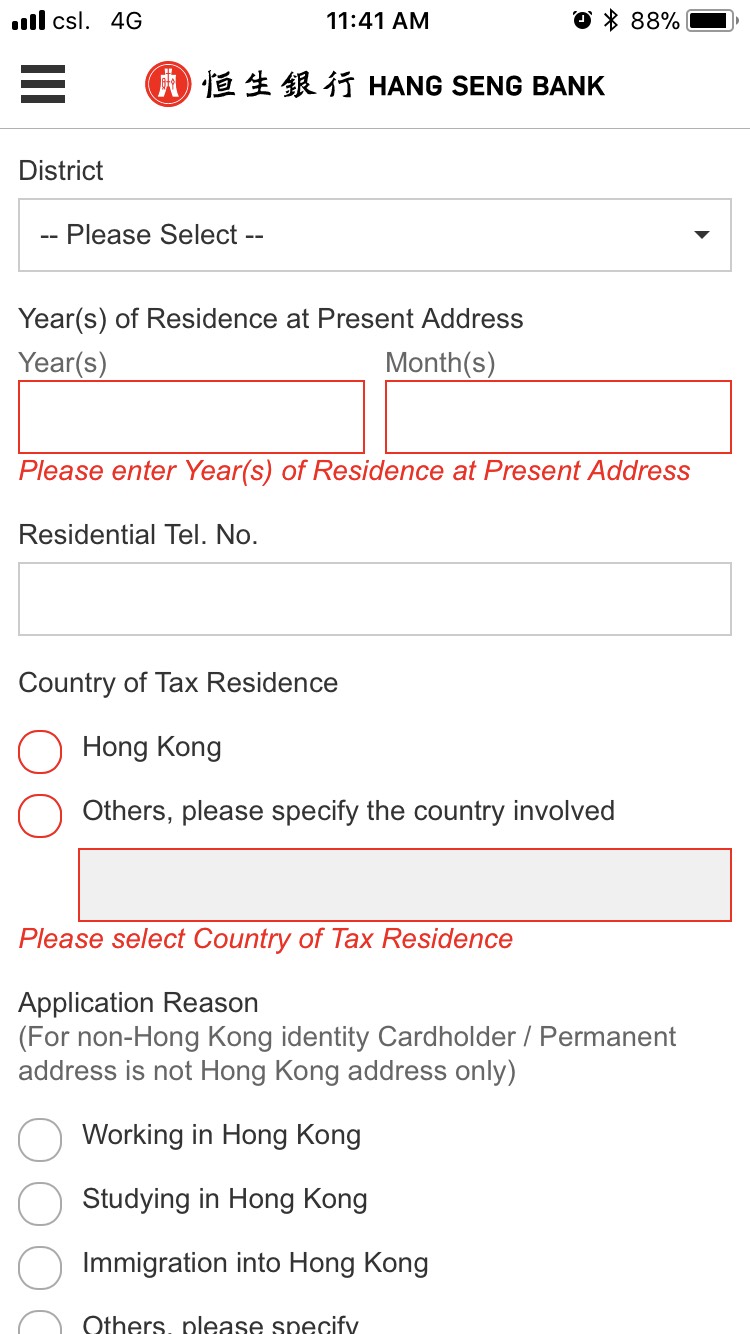 csl. 4G 11:41 AM 88%
恒生銀行 HANG SENG BANK
District
-- Please Select --
Year(s) of Residence at Present Address
Year(s) Month(s)
Please enter Year(s) of Residence at Present Address
Residential Tel. No.
Country of Tax Residence
Hong Kong
Others, please specify the country involved
Please select Country of Tax Residence
Application Reason
(For non-Hong Kong identity Cardholder / Permanent
address is not Hong Kong address only)
Working in Hong Kong
Studying in Hong Kong
Immigration into Hong Kong
Others, please specify